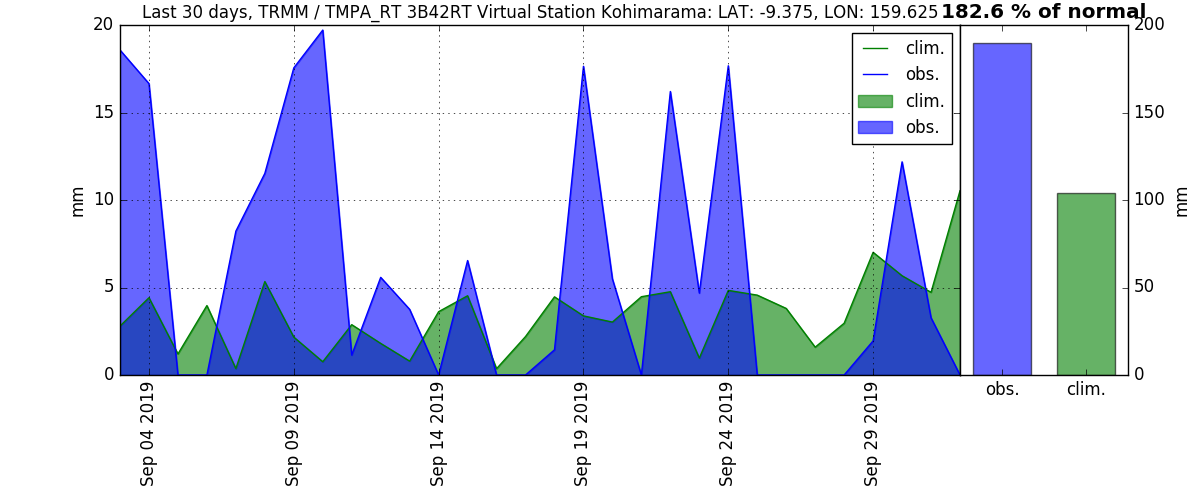 Last 30 days, TRMM / TMPA_RT 3B42RT Virtual Station Kohimarama: LAT: -9.375, LON: 159.625
182.6 % of normal
20
15
10
5
0
mm
clim.
obs.
clim.
obs.
Sep 04 2019
Sep 09 2019
Sep 14 2019
Sep 19 2019
Sep 24 2019
Sep 29 2019
200
150
100
50
0
mm
obs.
clim.